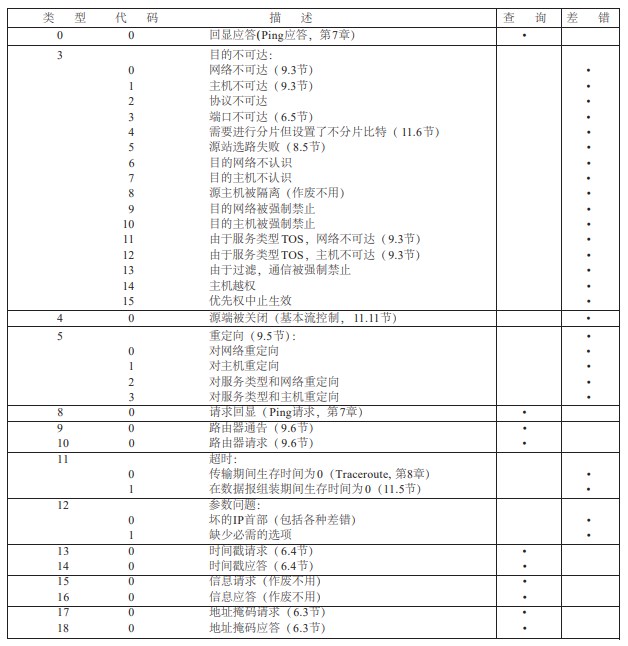 类 型 代 码 描 述 查 询 差 错
0 0 回显应答(Ping应答，第7章) •
3 目的不可达：
0 网络不可达（9.3节） •
1 主机不可达（9.3节） •
2 协议不可达 •
3 端口不可达（6.5节） •
4 需要进行分片但设置了不分片比特（11.6节） •
5 源站选路失败（8.5节） •
6 目的网络不认识 •
7 目的主机不认识 •
8 源主机被隔离（作废不用） •
9 目的网络被强制禁止 •
10 目的主机被强制禁止 •
11 由于服务类型TOS，网络不可达（9.3节） •
12 由于服务类型TOS，主机不可达（9.3节） •
13 由于过滤，通信被强制禁止 •
14 主机越权 •
15 优先权中止生效 •
4 0 源端被关闭（基本流控制，11.11节） •
5 重定向（9.5节）： •
0 对网络重定向 •
1 对主机重定向 •
2 对服务类型和网络重定向 •
3 对服务类型和主机重定向 •
8 0 请求回显（Ping请求，第7章） •
9 0 路由器通告（9.6节） •
10 0 路由器请求（9.6节） •
11 超时：
0 传输期间生存时间为0（Traceroute, 第8章） •
1 在数据报组装期间生存时间为0（11.5节） •
12 参数问题：
0 坏的IP首部（包括各种差错） •
1 缺少必需的选项 •
13 0 时间戳请求（6.4节） •
14 0 时间戳应答（6.4节） •
15 0 信息请求（作废不用） •
16 0 信息应答（作废不用） •
17 0 地址掩码请求（6.3节） •
18 0 地址掩码应答（6.3节） •